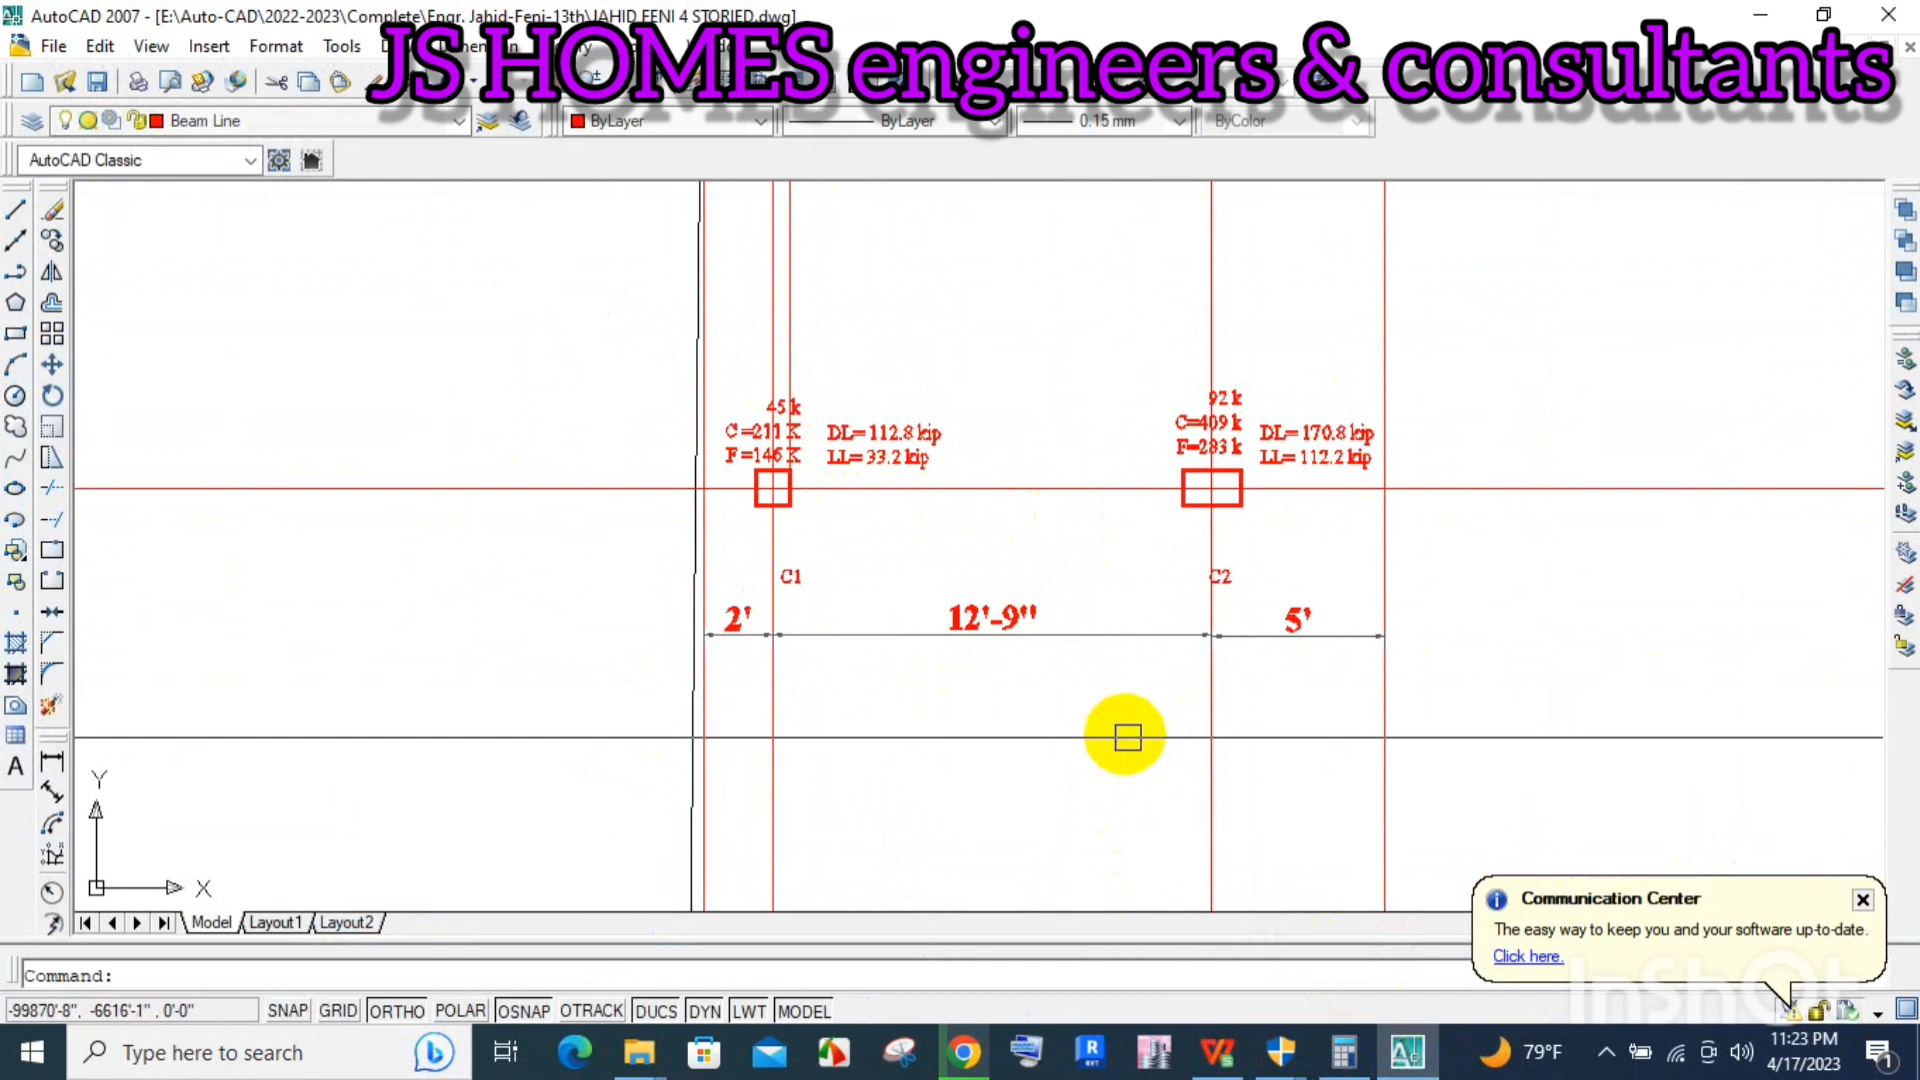 AutoCAD 2007 - [E:\Auto-CAD\2022-2023\Complete\Engr. Jahid-Feni-13th\JAHID FENI 4 STORIED.dwg]
JS HOMES engineers & consultants
File Edit View Insert Format Tools
Beam Line
ByLayer
ByLayer
0.15 mm
ByColor
AutoCAD Classic
45 k
C =211 K
F =146 K
DL= 112.8 kip
LL= 33.2 kip
92 k
C=409 k
F=283 k
DL= 170.8 kip
LL= 112.2 kip
C1
C2
2'
12'-9"
5'
Y
X
Model Layout1 Layout2
Communication Center
The easy way to keep you and your software up-to-date.
Click here.
InShOt
Command:
-99870'-8", -6616'-1" , 0'-0"
SNAP GRID ORTHO POLAR OSNAP OTRACK DUCS DYN LWT MODEL
Type here to search
79°F
11:23 PM
4/17/2023
1